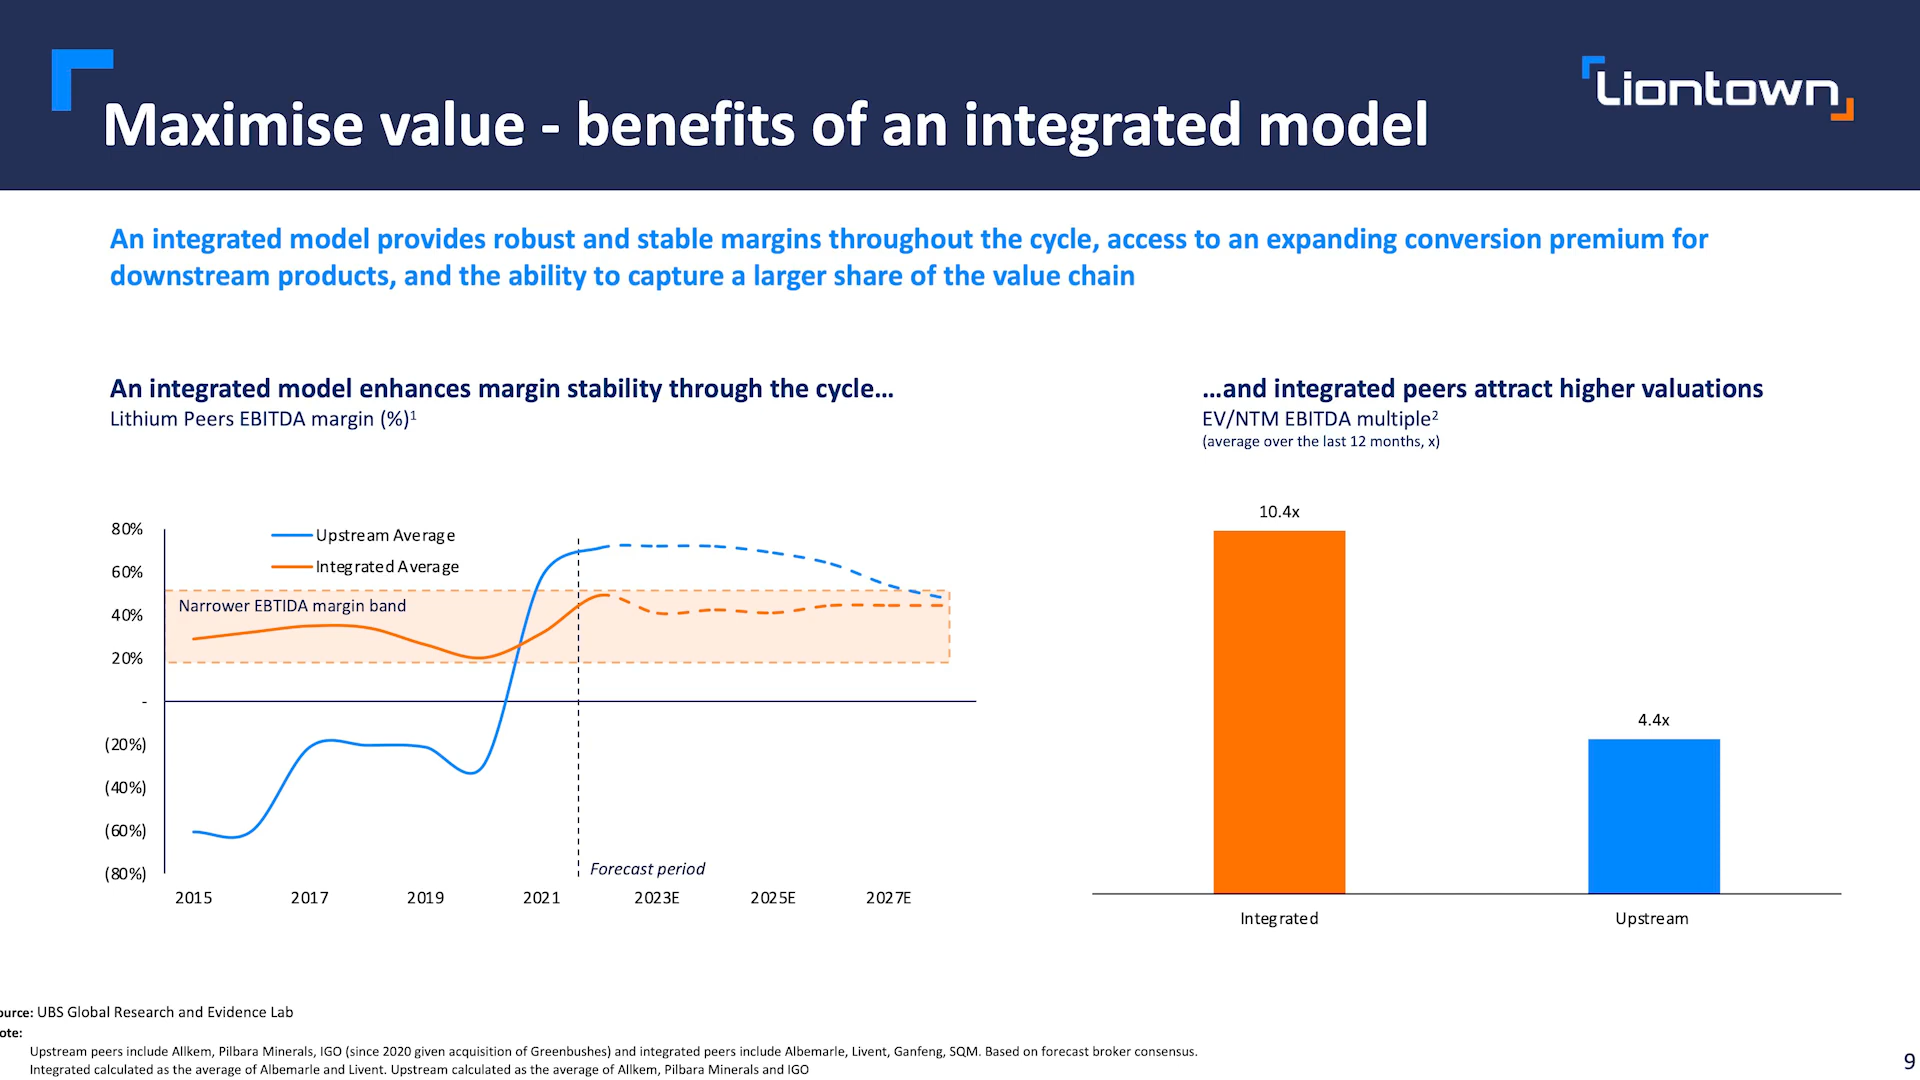 Liontown
Maximise value - benefits of an integrated model
An integrated model provides robust and stable margins throughout the cycle, access to an expanding conversion premium for
downstream products, and the ability to capture a larger share of the value chain
An integrated model enhances margin stability through the cycle...
Lithium Peers EBITDA margin (%)¹
80%
60%
40%
20%
-
(20%)
(40%)
(60%)
(80%)
Upstream Average
Integrated Average
Narrower EBTIDA margin band
Forecast period
2015 2017 2019 2021 2023E 2025E 2027E
...and integrated peers attract higher valuations
EV/NTM EBITDA multiple²
(average over the last 12 months, x)
10.4x
4.4x
Integrated Upstream
ource: UBS Global Research and Evidence Lab
ote:
Upstream peers include Allkem, Pilbara Minerals, IGO (since 2020 given acquisition of Greenbushes) and integrated peers include Albemarle, Livent, Ganfeng, SQM. Based on forecast broker consensus.
Integrated calculated as the average of Albemarle and Livent. Upstream calculated as the average of Allkem, Pilbara Minerals and IGO
9